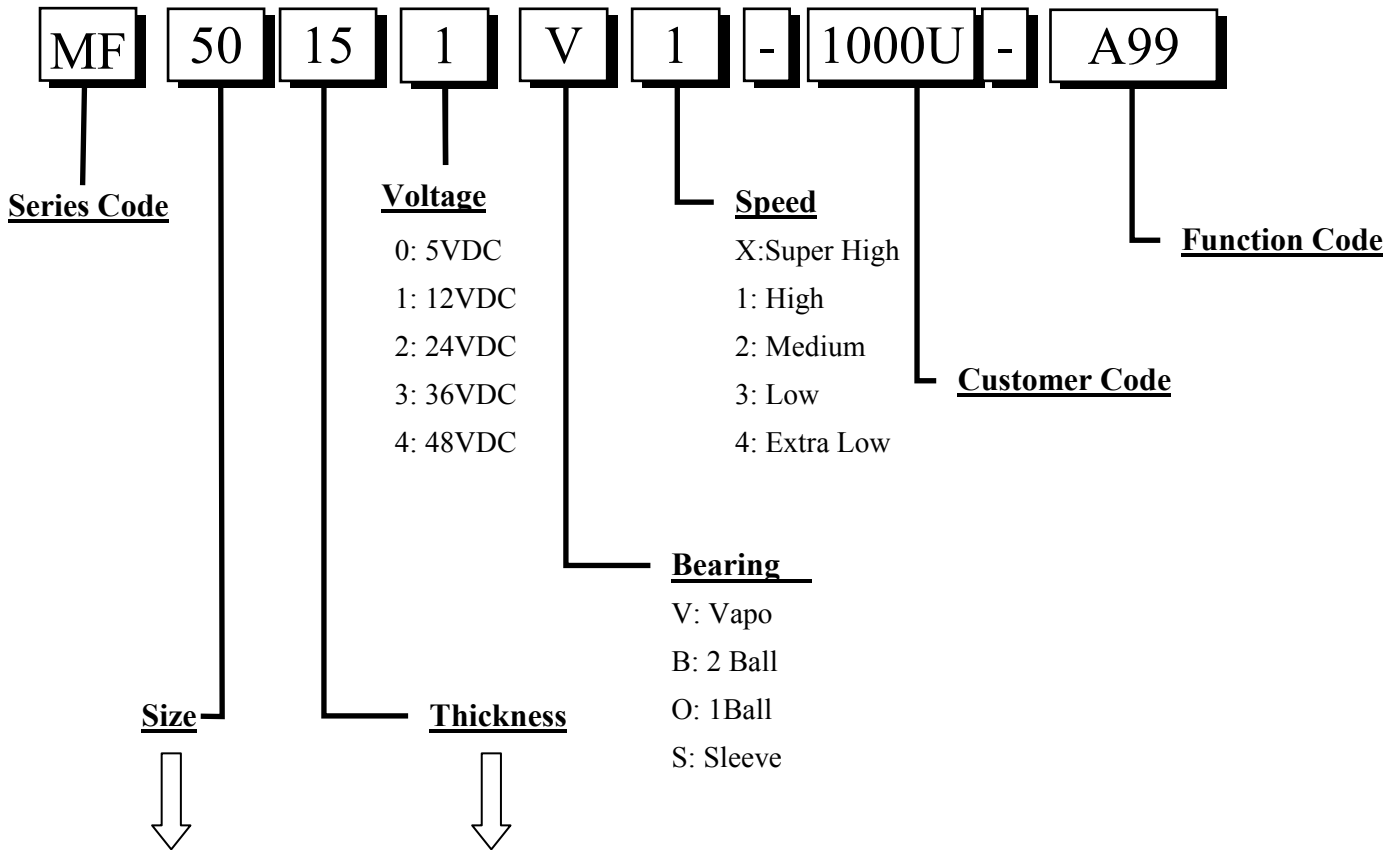 MF 50 15 1 V 1 - 1000U - A99
Series Code
Voltage
0: 5VDC
1: 12VDC
2: 24VDC
3: 36VDC
4: 48VDC
Speed
X:Super High
1: High
2: Medium
3: Low
4: Extra Low
Function Code
Customer Code
Bearing
V: Vapo
B: 2 Ball
O: 1Ball
S: Sleeve
Size
Thickness